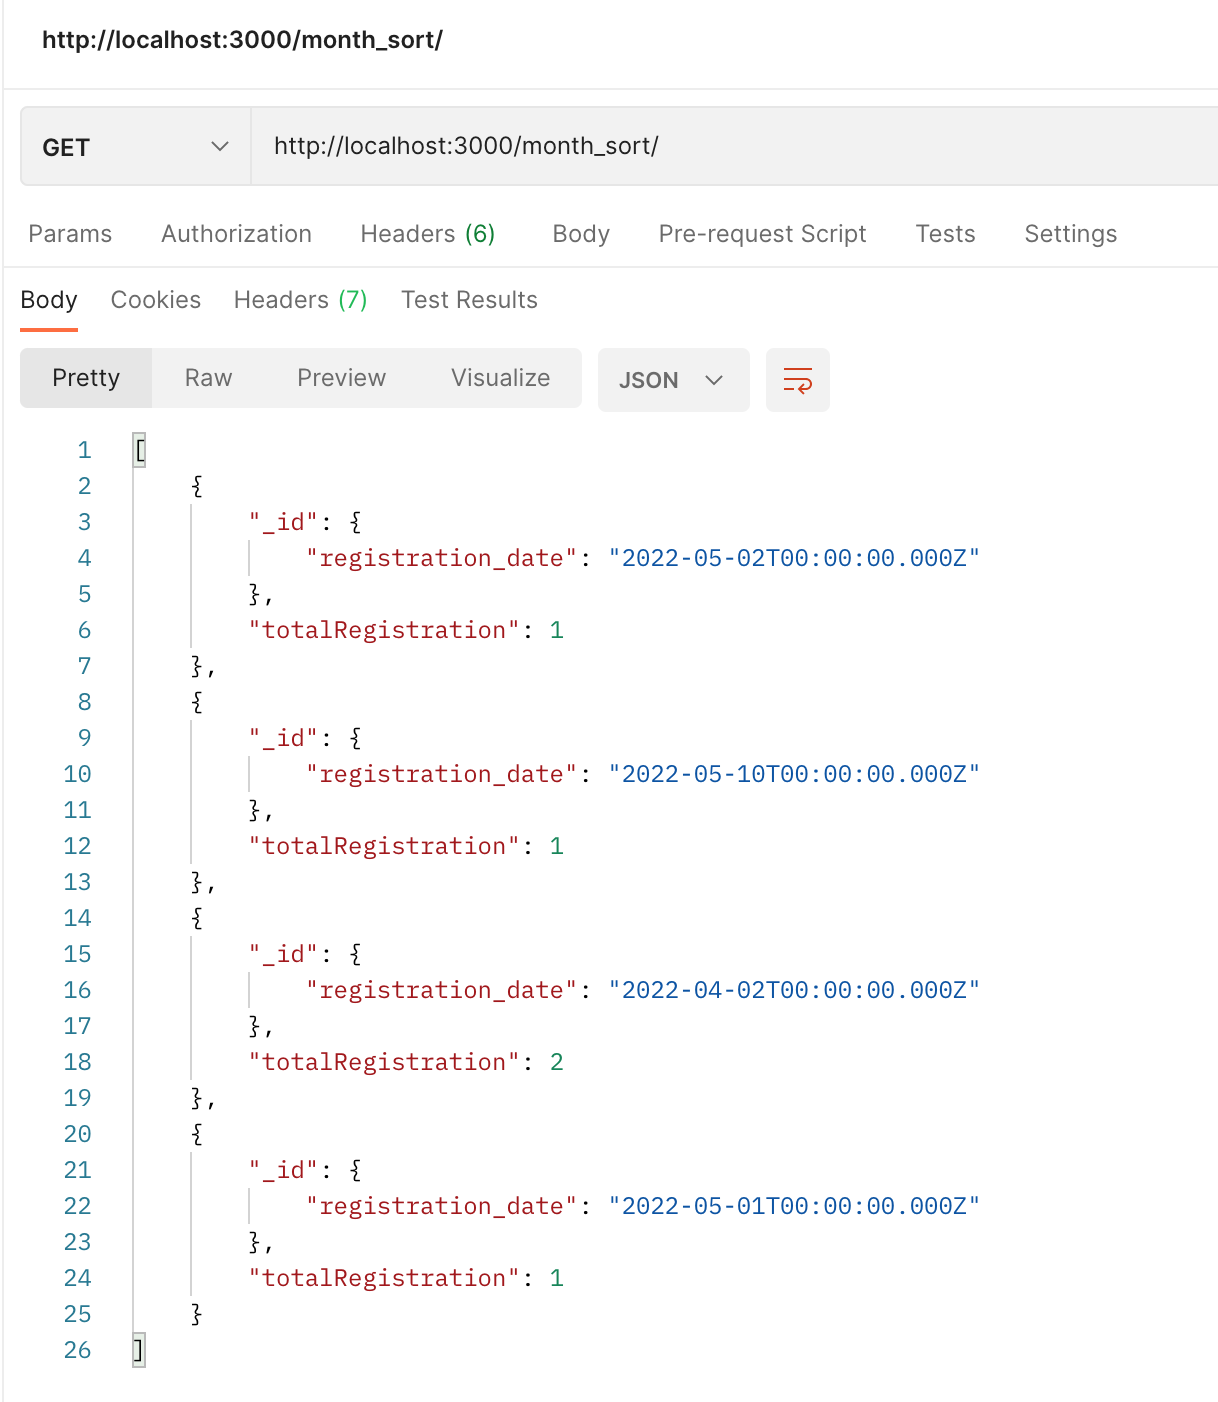 http://localhost:3000/month_sort/
GET http://localhost:3000/month_sort/
Params Authorization Headers (6) Body Pre-request Script Tests Settings
Body Cookies Headers (7) Test Results
Pretty Raw Preview Visualize JSON
1 [
2 {
3 "_id": {
4 "registration_date": "2022-05-02T00:00:00.000Z"
5 },
6 "totalRegistration": 1
7 },
8 {
9 "_id": {
10 "registration_date": "2022-05-10T00:00:00.000Z"
11 },
12 "totalRegistration": 1
13 },
14 {
15 "_id": {
16 "registration_date": "2022-04-02T00:00:00.000Z"
17 },
18 "totalRegistration": 2
19 },
20 {
21 "_id": {
22 "registration_date": "2022-05-01T00:00:00.000Z"
23 },
24 "totalRegistration": 1
25 }
26 ]